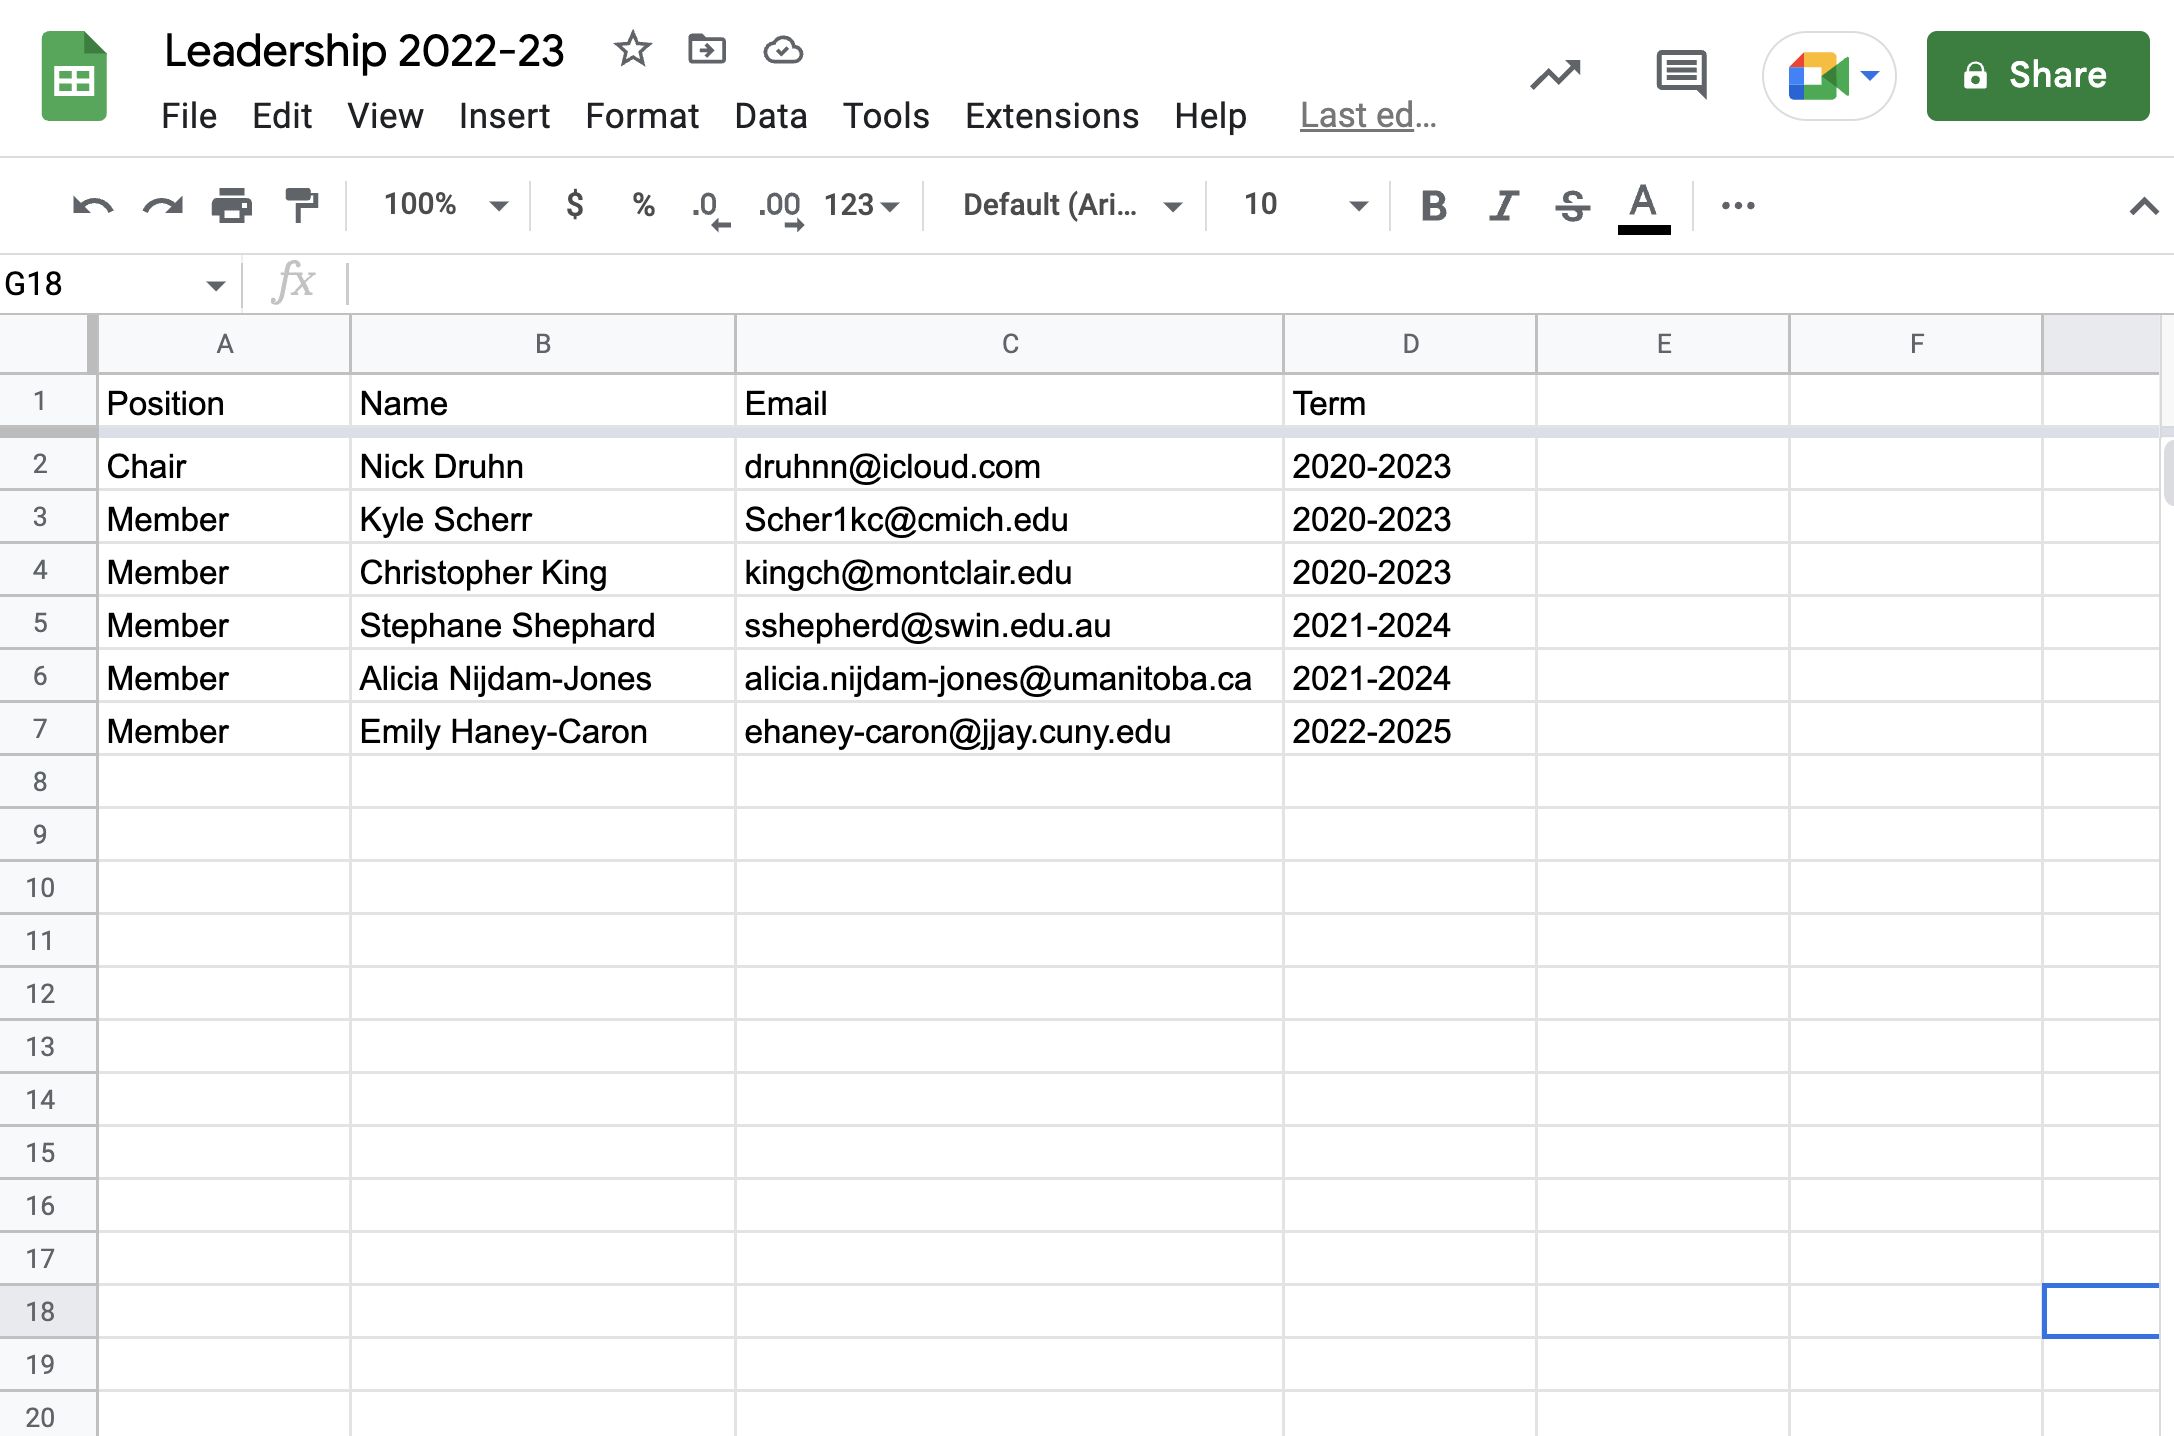 Leadership 2022-23
File Edit View Insert Format Data Tools Extensions Help Last ed...
Share
100% $ % .0 .00 123 Default (Ari... 10 B I S A
G18 fx
A B C D E F
1 Position Name Email Term
2 Chair Nick Druhn druhnn@icloud.com 2020-2023
3 Member Kyle Scherr Scher1kc@cmich.edu 2020-2023
4 Member Christopher King kingch@montclair.edu 2020-2023
5 Member Stephane Shephard sshepherd@swin.edu.au 2021-2024
6 Member Alicia Nijdam-Jones alicia.nijdam-jones@umanitoba.ca 2021-2024
7 Member Emily Haney-Caron ehaney-caron@jjay.cuny.edu 2022-2025
8
9
10
11
12
13
14
15
16
17
18
19
20